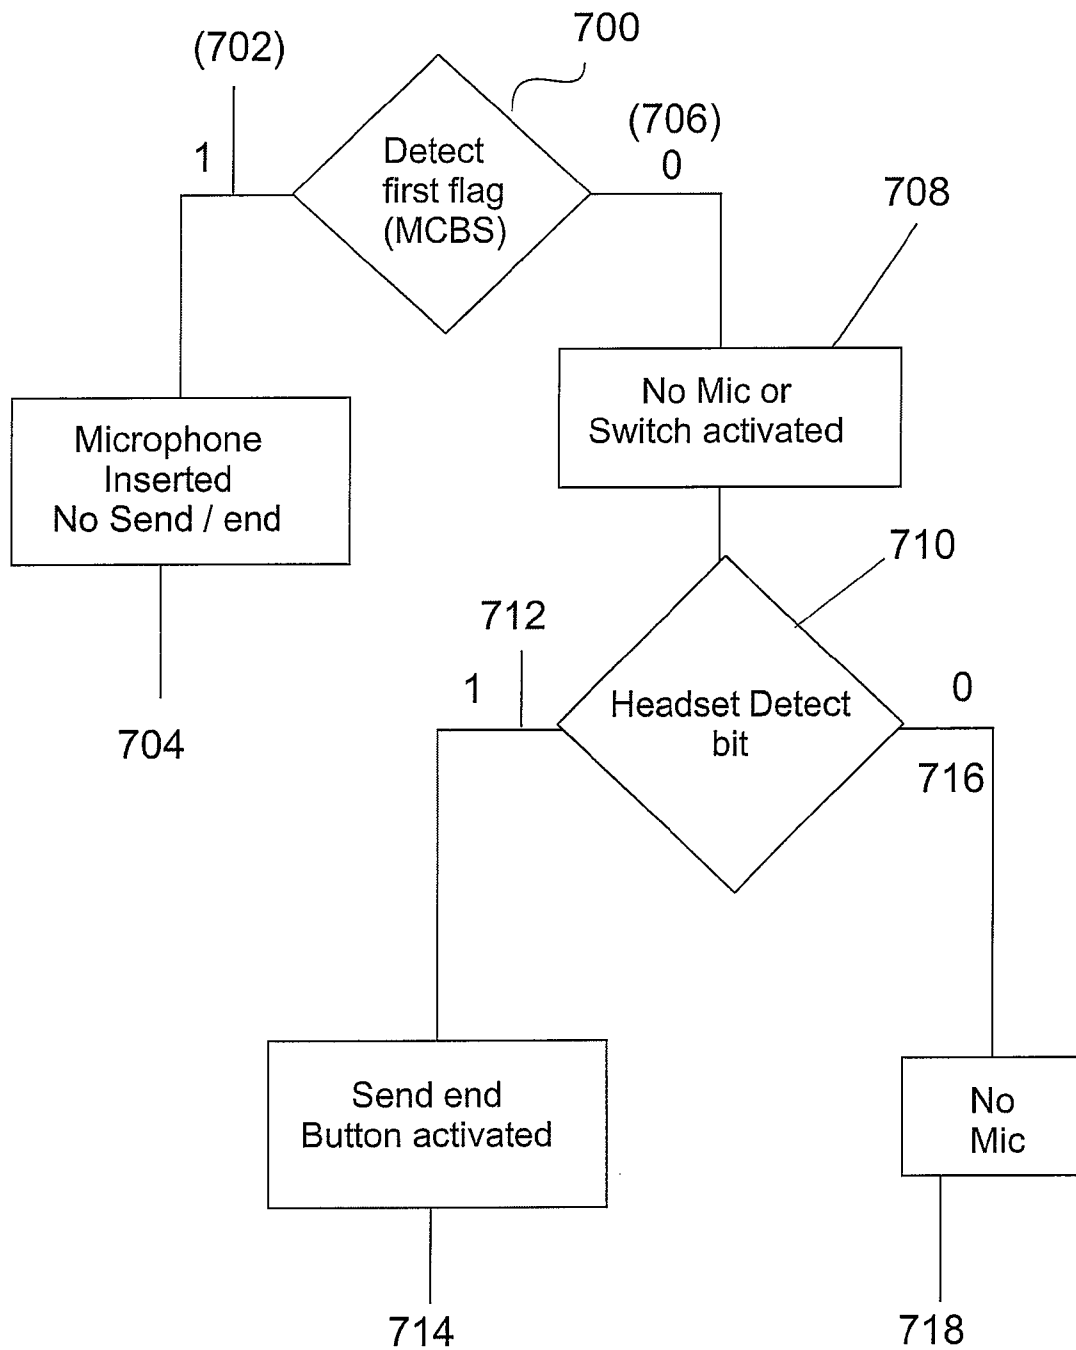 700
(702)
(706)
1
0
Detect
first flag
(MCBS)
708
No Mic or
Switch activated
Microphone
Inserted
No Send / end
710
712
1
0
Headset Detect
bit
704
716
Send end
Button activated
No
Mic
714
718